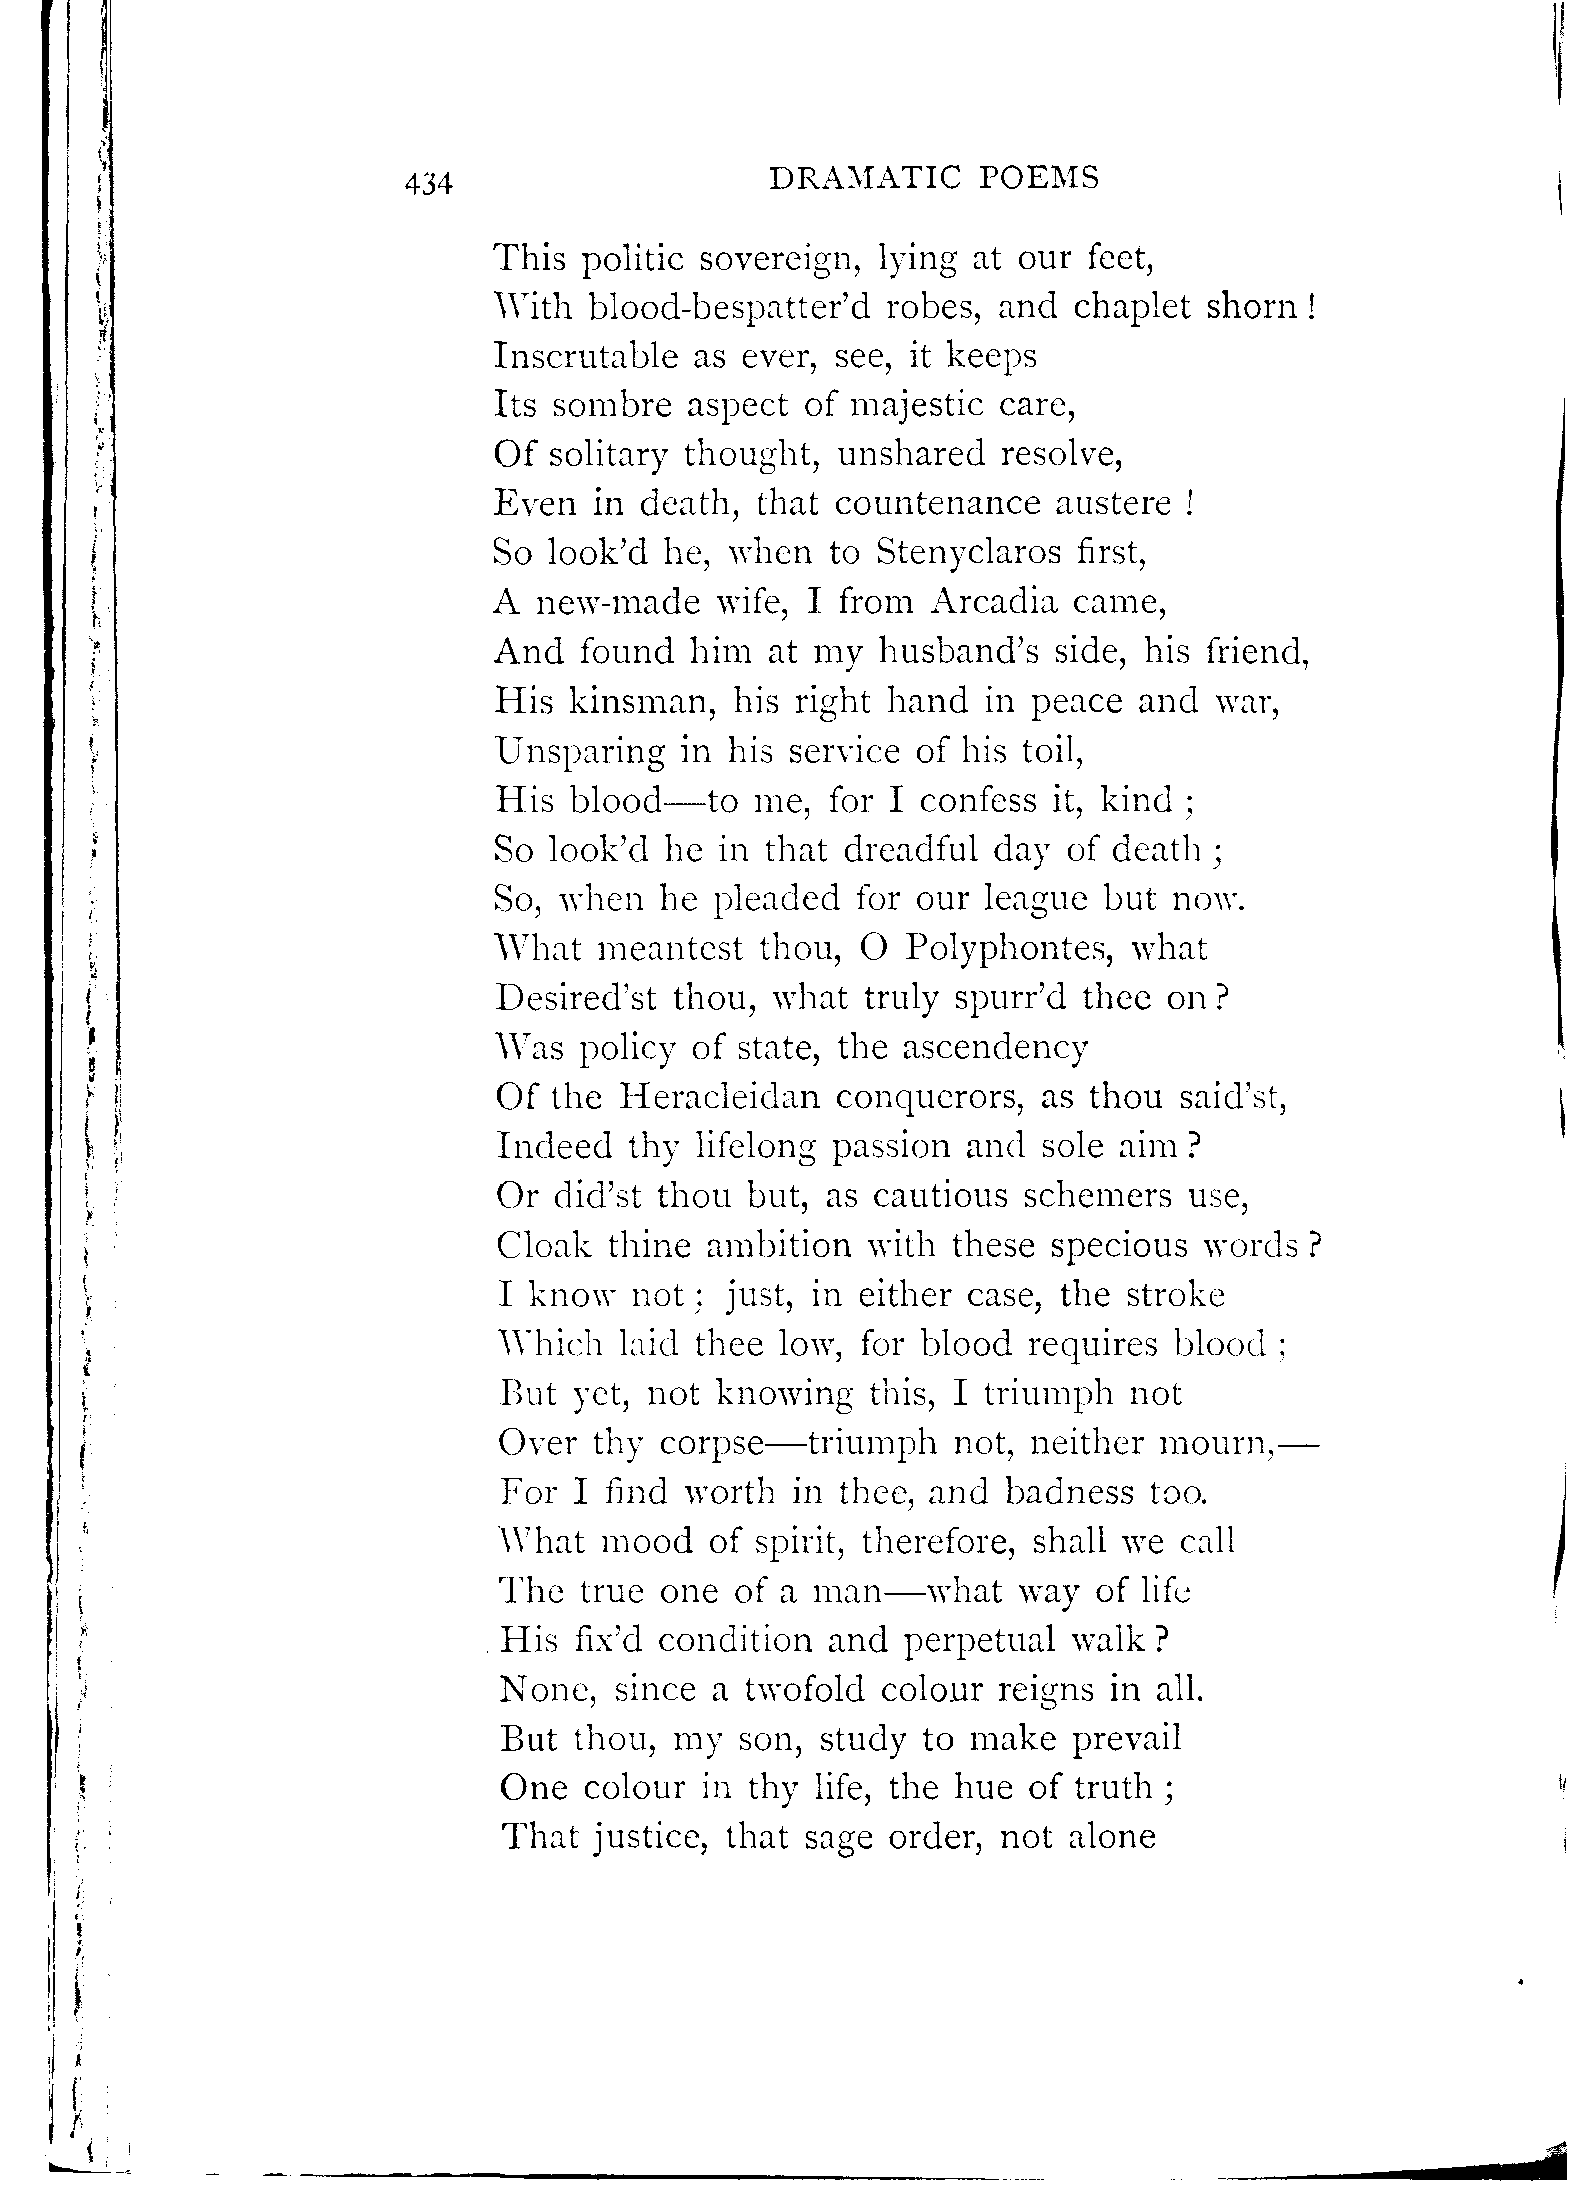 434 DRAMATIC POEMS
This politic sovereign, lying at our feet,
With blood-bespatter'd robes, and chaplet shorn !
Inscrutable as ever, see, it keeps
Its sombre aspect of majestic care,
Of solitary thought, unshared resolve,
Even in death, that countenance austere !
So look'd he, when to Stenyclaros first,
A new-made wife, I from Arcadia came,
And found him at my husband's side, his friend,
His kinsman, his right hand in peace and war,
Unsparing in his service of his toil,
His blood—to me, for I confess it, kind ;
So look'd he in that dreadful day of death ;
So, when he pleaded for our league but now.
What meantest thou, O Polyphontes, what
Desired'st thou, what truly spurr'd thee on ?
Was policy of state, the ascendency
Of the Heracleidan conquerors, as thou said'st,
Indeed thy lifelong passion and sole aim ?
Or did'st thou but, as cautious schemers use,
Cloak thine ambition with these specious words ?
I know not ; just, in either case, the stroke
Which laid thee low, for blood requires blood ;
But yet, not knowing this, I triumph not
Over thy corpse—triumph not, neither mourn,—
For I find worth in thee, and badness too.
What mood of spirit, therefore, shall we call
The true one of a man—what way of life
His fix'd condition and perpetual walk ?
None, since a twofold colour reigns in all.
But thou, my son, study to make prevail
One colour in thy life, the hue of truth ;
That justice, that sage order, not alone